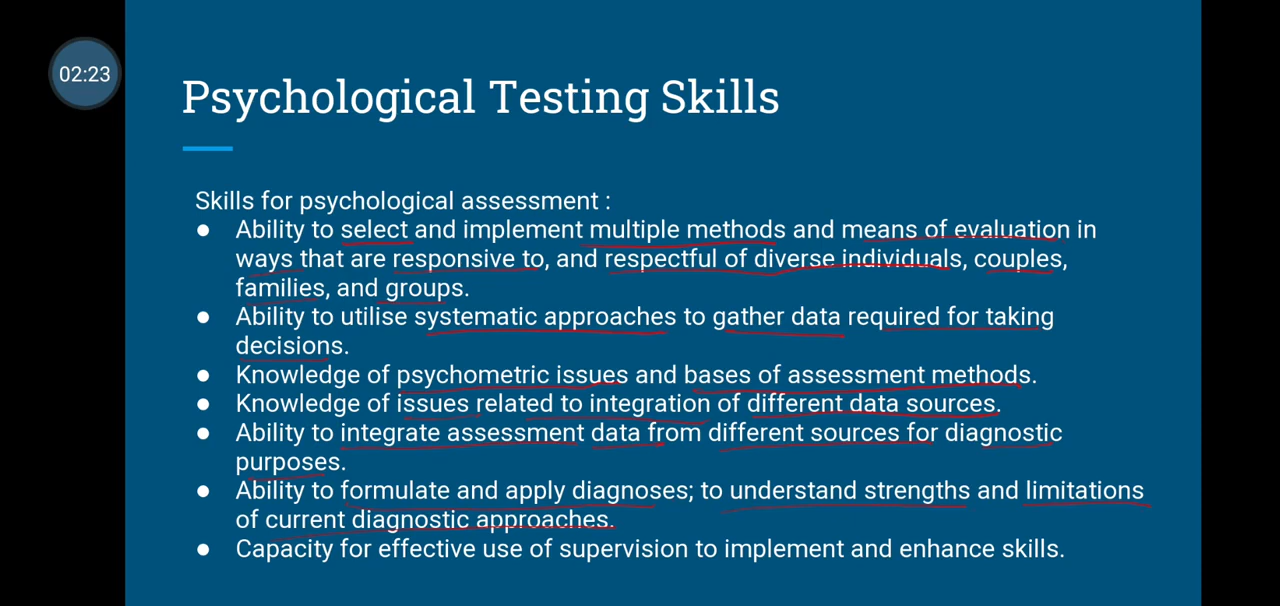 02:23
Psychological Testing Skills
Skills for psychological assessment :
● Ability to select and implement multiple methods and means of evaluation in
ways that are responsive to, and respectful of diverse individuals, couples,
families, and groups.
● Ability to utilise systematic approaches to gather data required for taking
decisions.
● Knowledge of psychometric issues and bases of assessment methods.
● Knowledge of issues related to integration of different data sources.
● Ability to integrate assessment data from different sources for diagnostic
purposes.
● Ability to formulate and apply diagnoses; to understand strengths and limitations
of current diagnostic approaches.
● Capacity for effective use of supervision to implement and enhance skills.